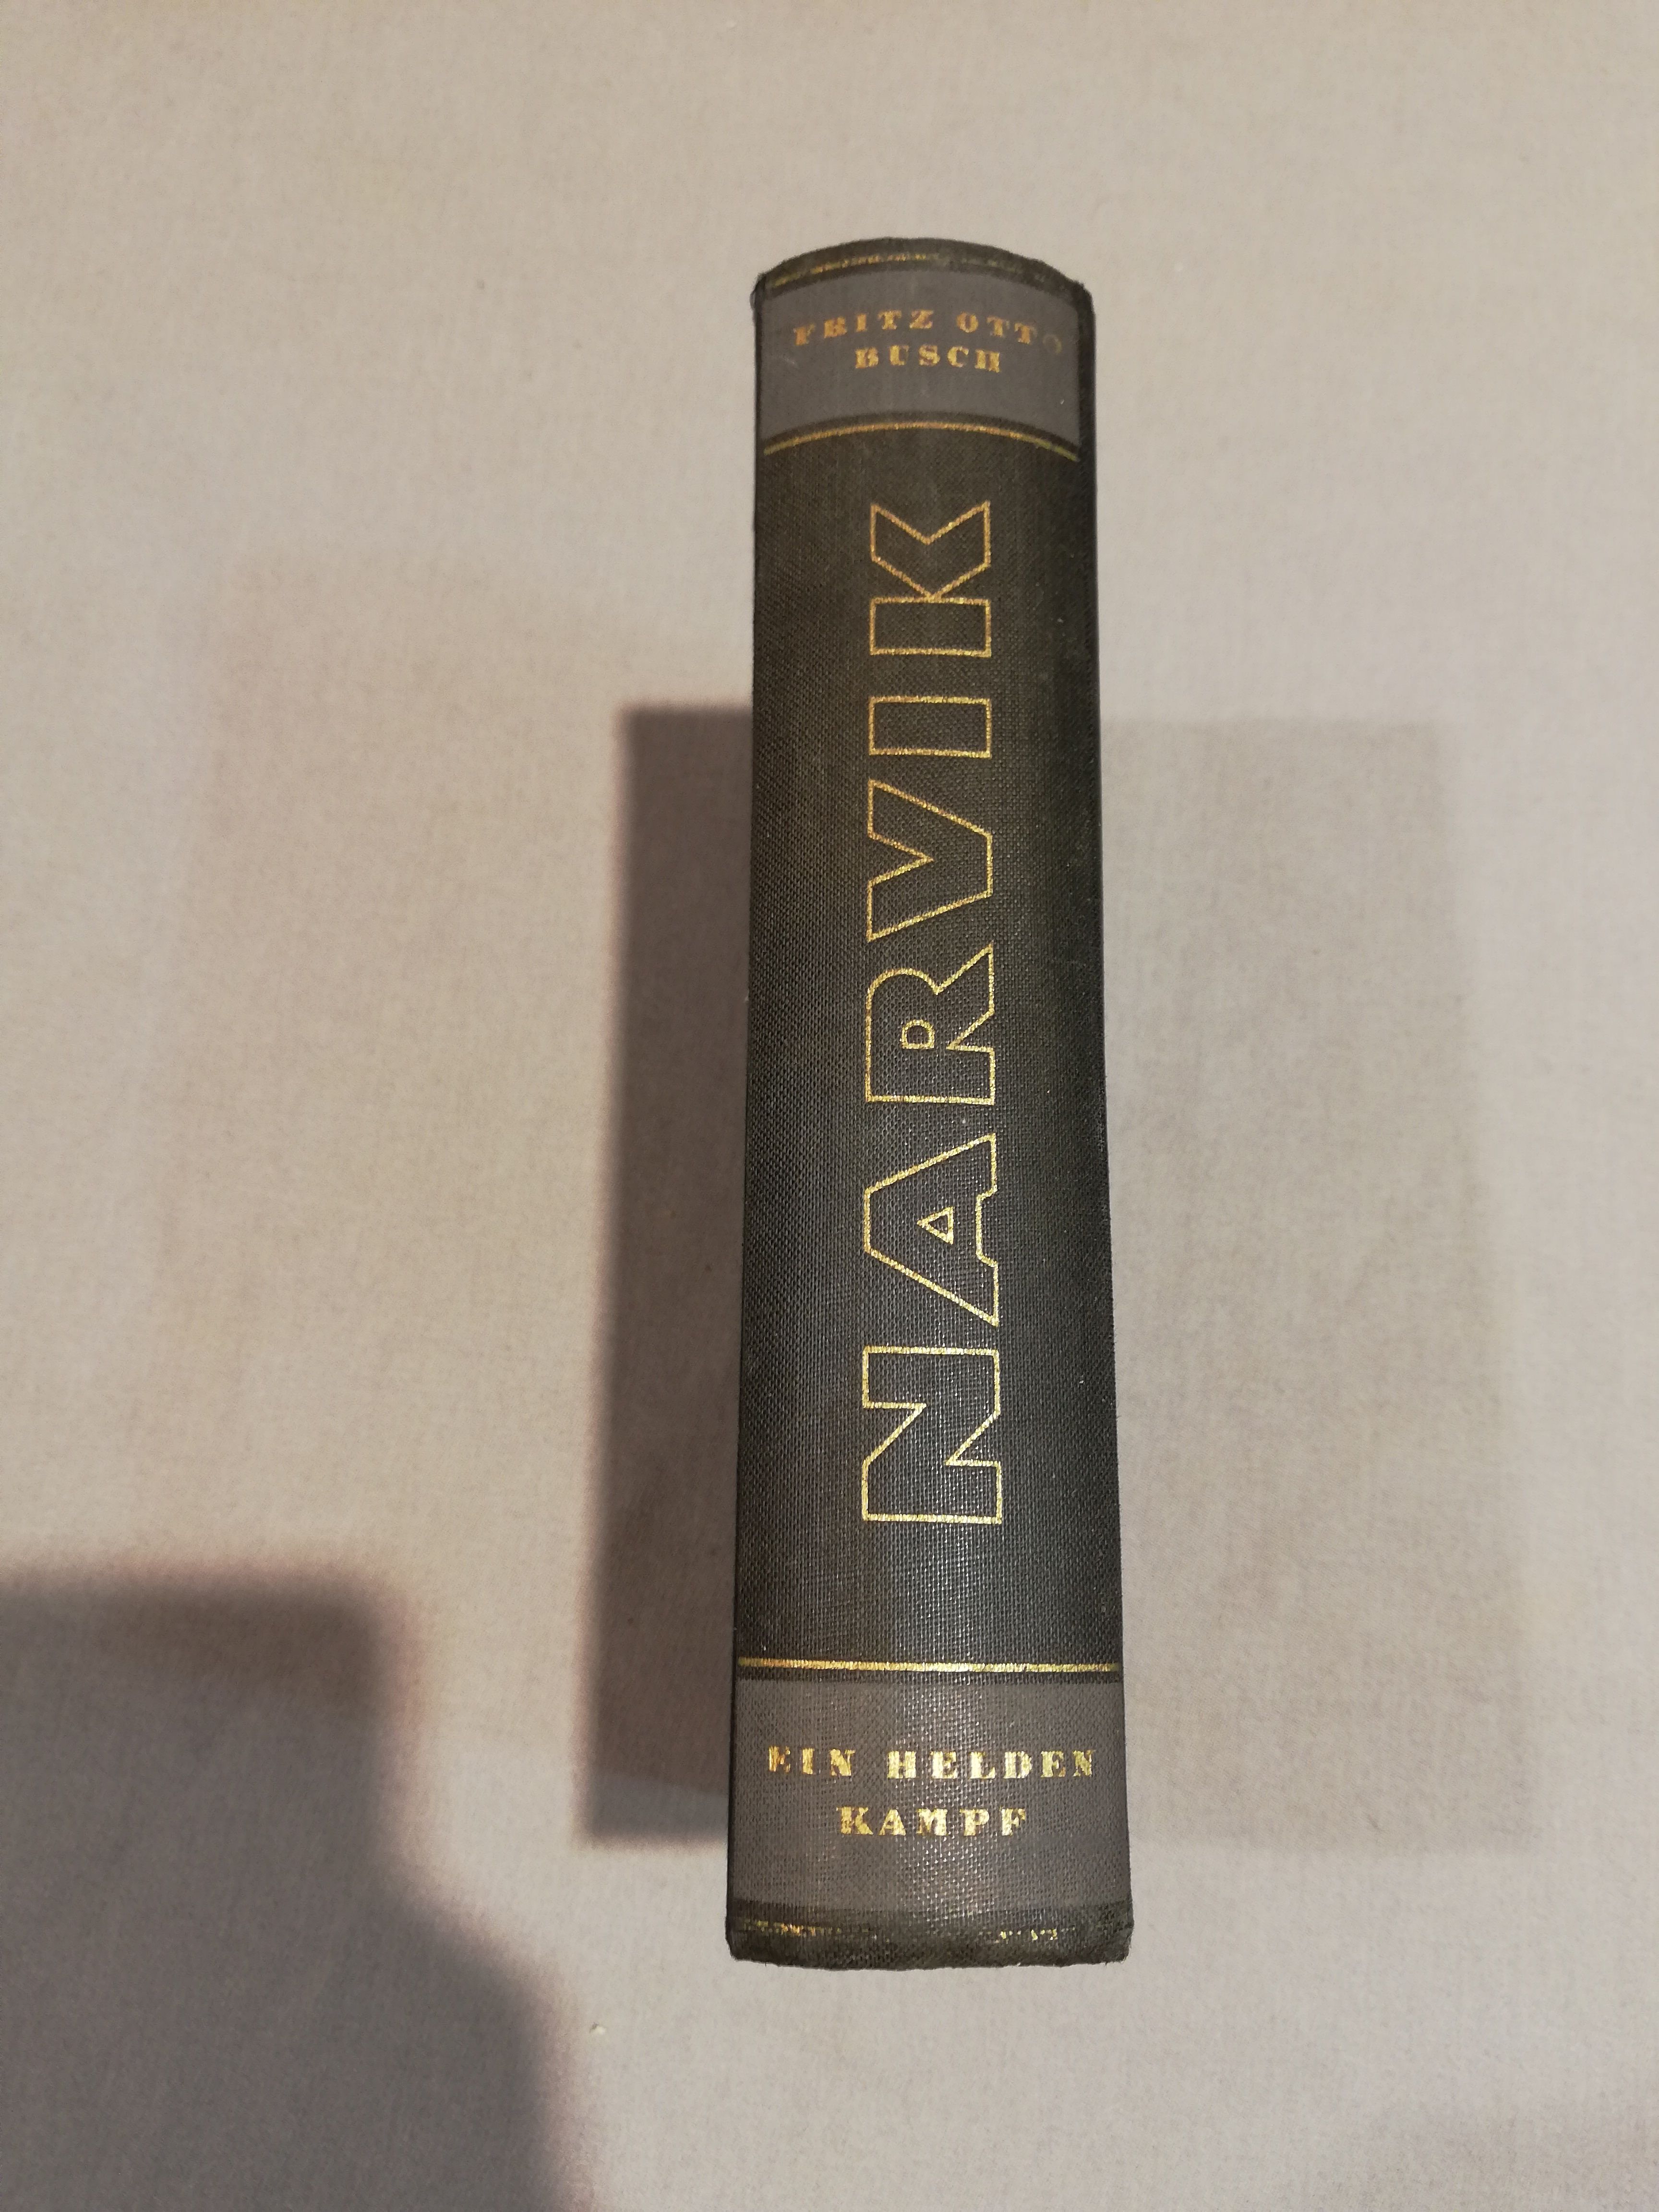 FRITZ OTTO
BUSCH
NARVIK
EIN HELDEN
KAMPF